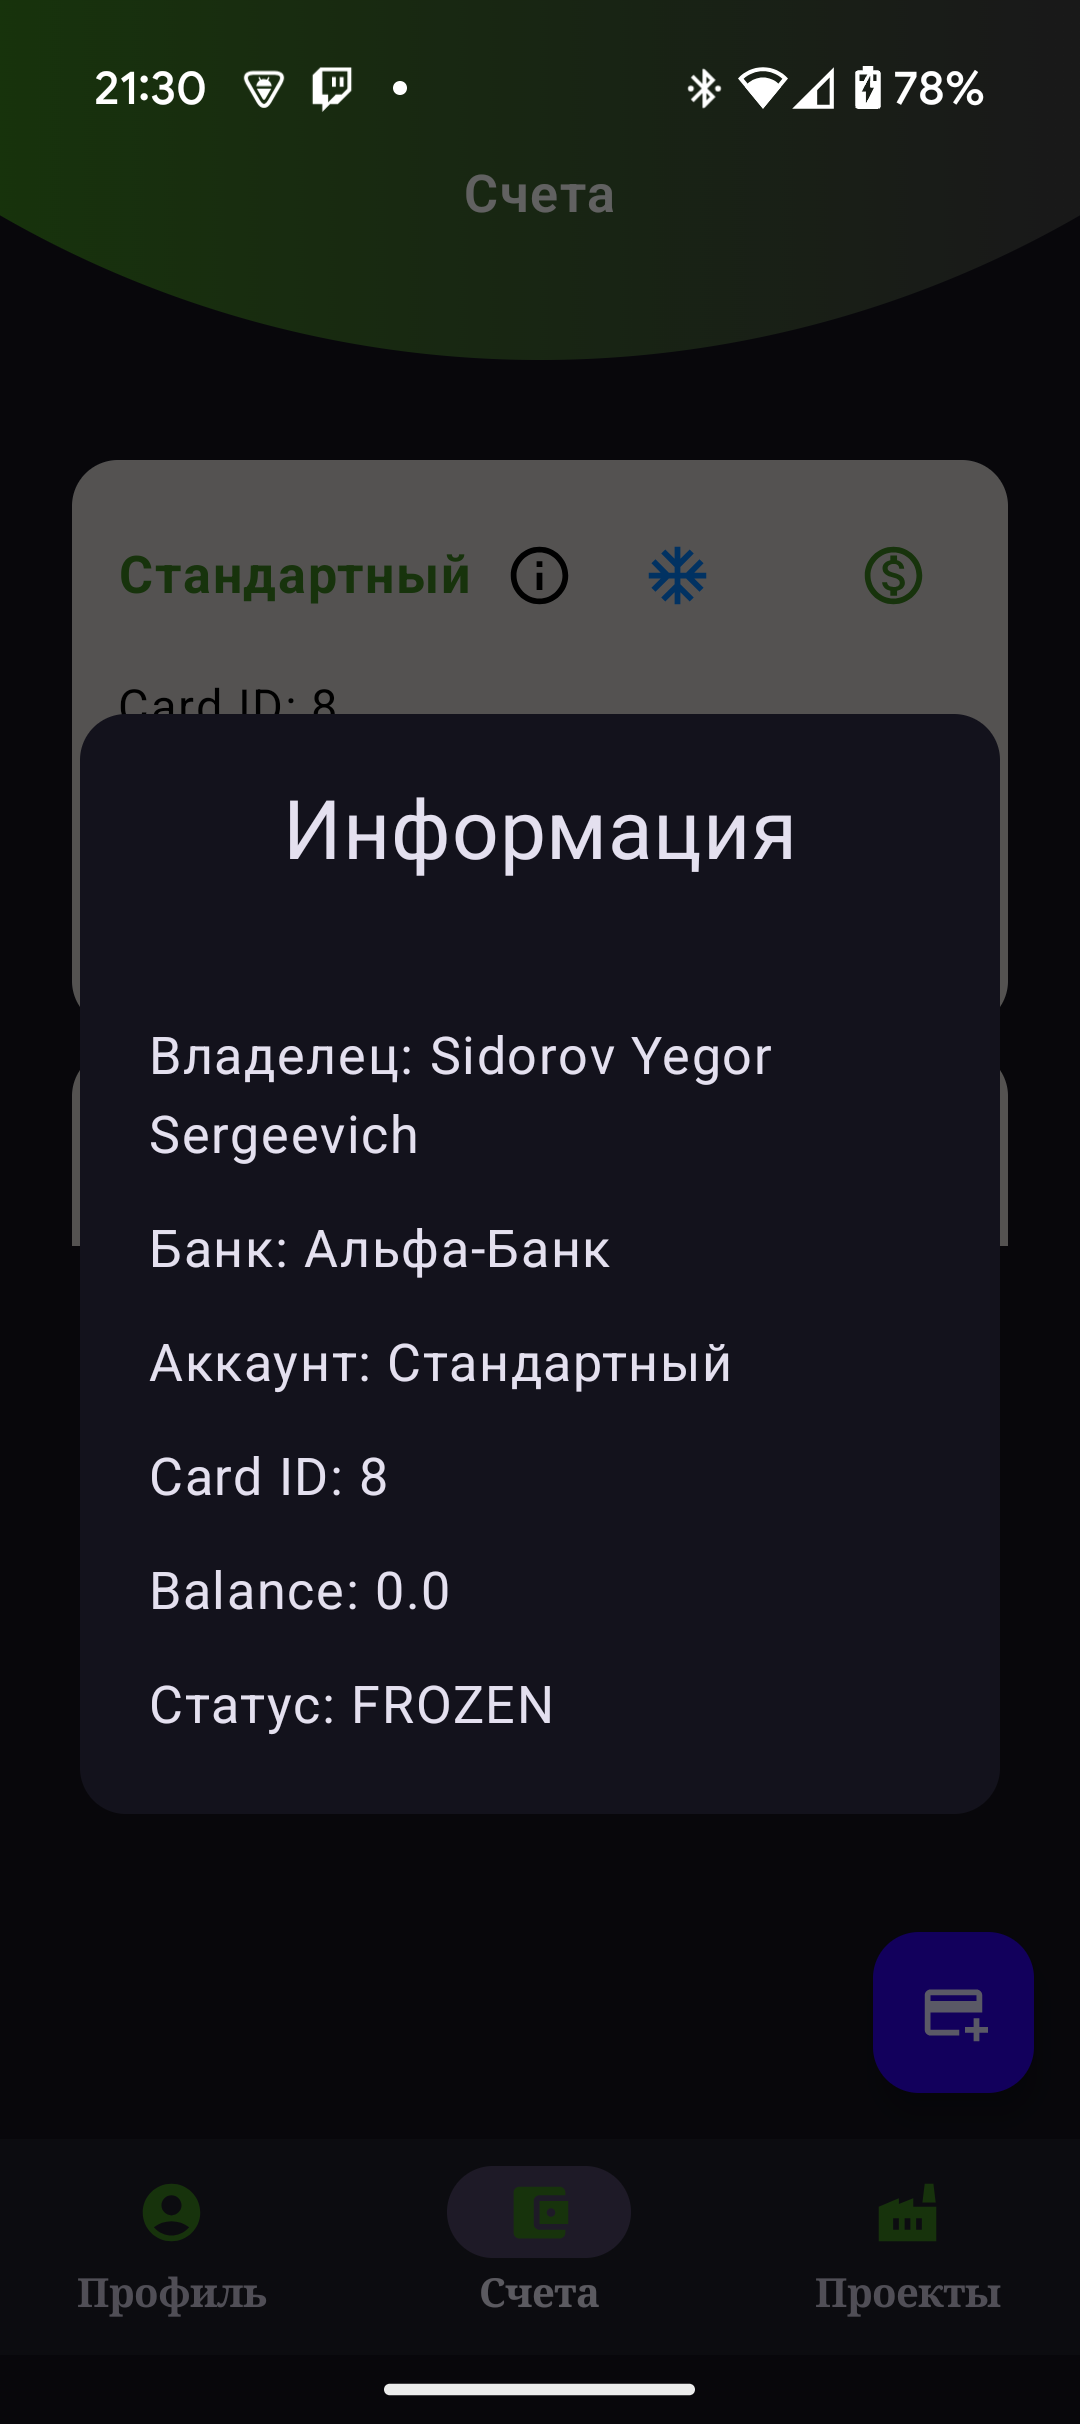 21:30
78%
Счета
Стандартный
Card ID: 8
Информация
Владелец: Sidorov Yegor
Sergeevich
Банк: Альфа-Банк
Аккаунт: Стандартный
Card ID: 8
Balance: 0.0
Статус: FROZEN
Профиль
Счета
Проекты